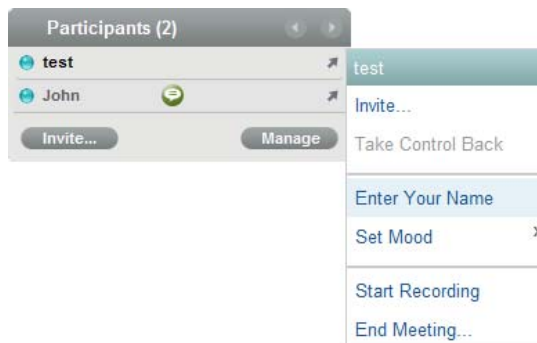 Participants (2)
test
John
Invite...
Manage
test
Invite...
Take Control Back
Enter Your Name
Set Mood
Start Recording
End Meeting...